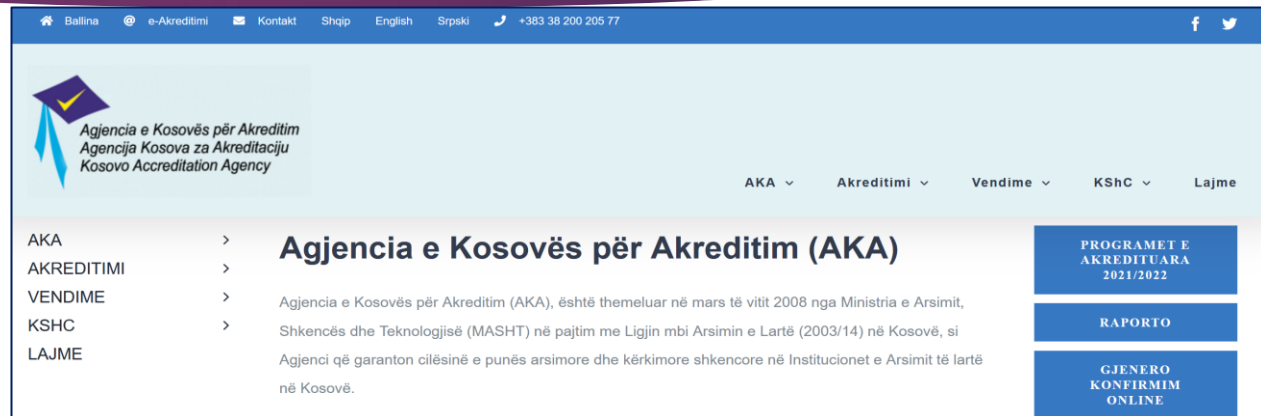 Ballina @ e-Akreditimi Kontakt Shqip English Srpski +383 38 200 205 77
Agjencia e Kosovës për Akreditim
Agencija Kosova za Akreditaciju
Kosovo Accreditation Agency
AKA Akreditimi Vendime KShC Lajme
AKA
AKREDITIMI
VENDIME
KSHC
LAJME
Agjencia e Kosovës për Akreditim (AKA)
Agjencia e Kosovës për Akreditim (AKA), është themeluar në mars të vitit 2008 nga Ministria e Arsimit,
Shkencës dhe Teknologjisë (MASHT) në pajtim me Ligjin mbi Arsimin e Lartë (2003/14) në Kosovë, si
Agjenci që garanton cilësinë e punës arsimore dhe kërkimore shkencore në Institucionet e Arsimit të lartë
në Kosovë.
PROGRAMET E
AKREDITUARA
2021/2022
RAPORTO
GJENERO
KONFIRMIM
ONLINE